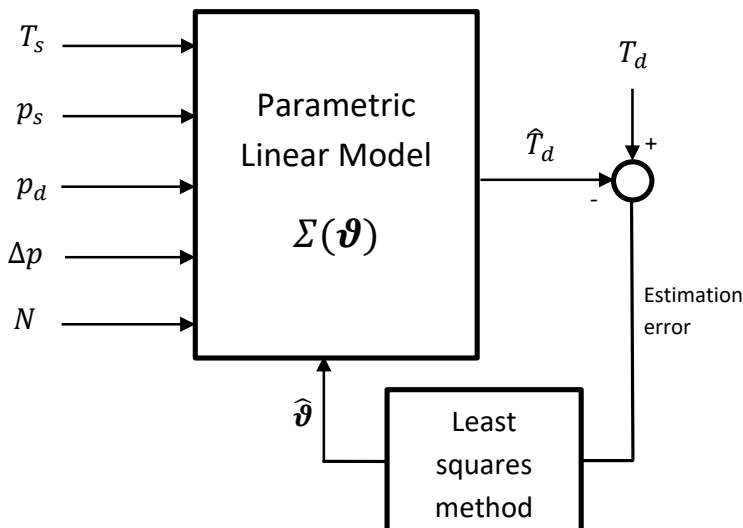 T_s
p_s
p_d
Δp
N
Parametric
Linear Model
Σ(𝝑)
T̂_d
T_d
+
-
Estimation
error
𝝑̂
Least
squares
method